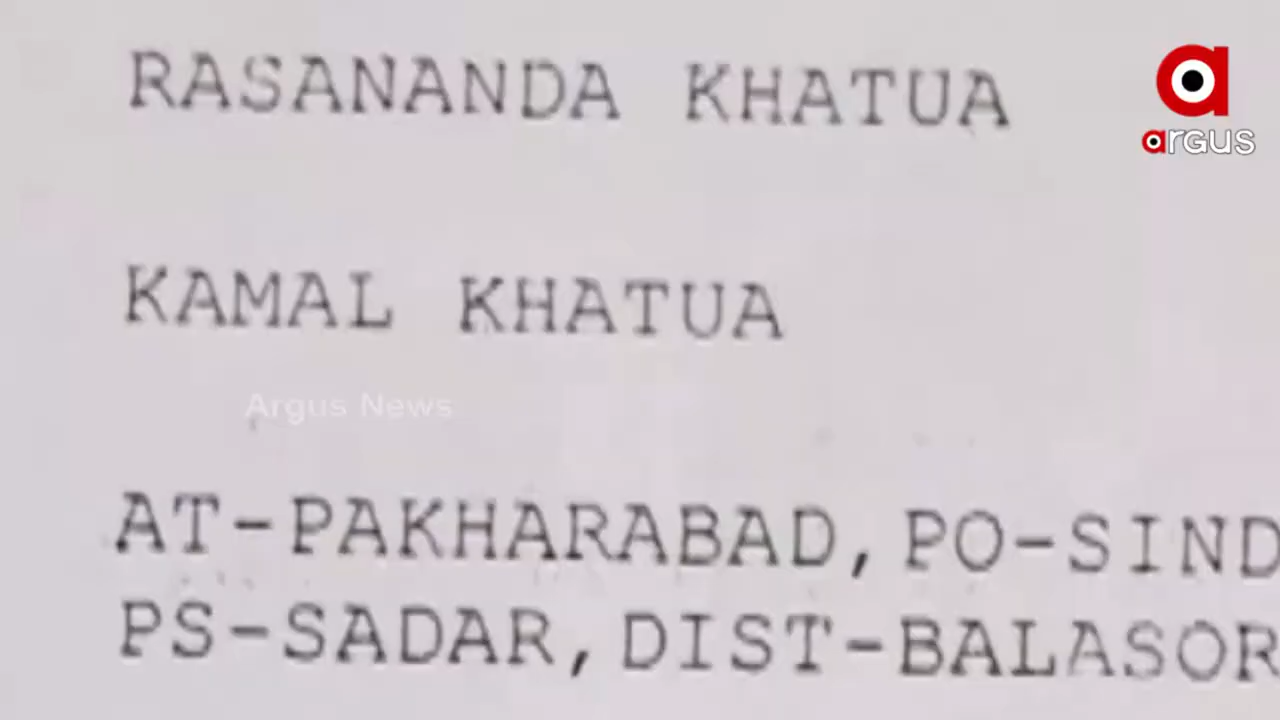 RASANANDA KHATUA
argus
KAMAL KHATUA
Argus News
AT-PAKHARABAD, PO-SIND
PS-SADAR, DIST-BALASOR